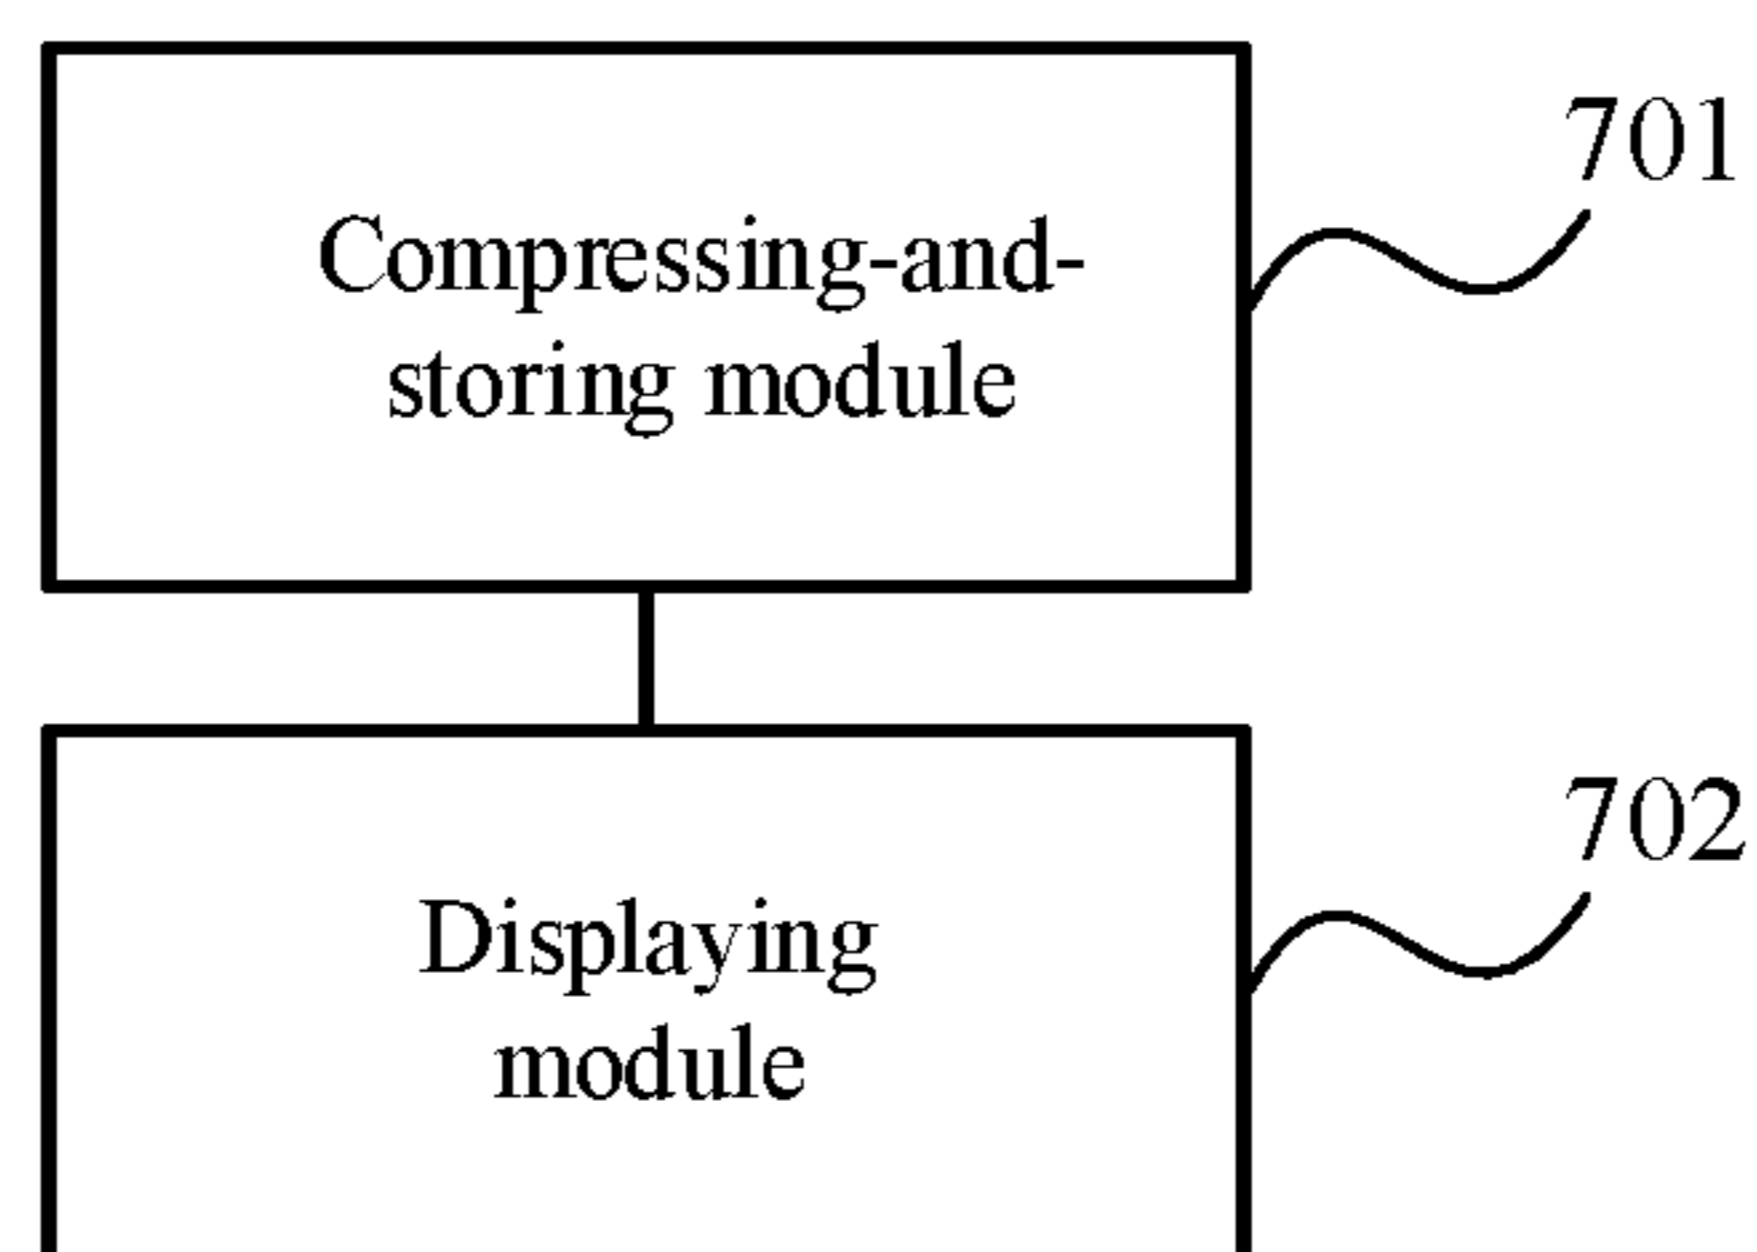 701
Compressing-and-
storing module
702
Displaying
module